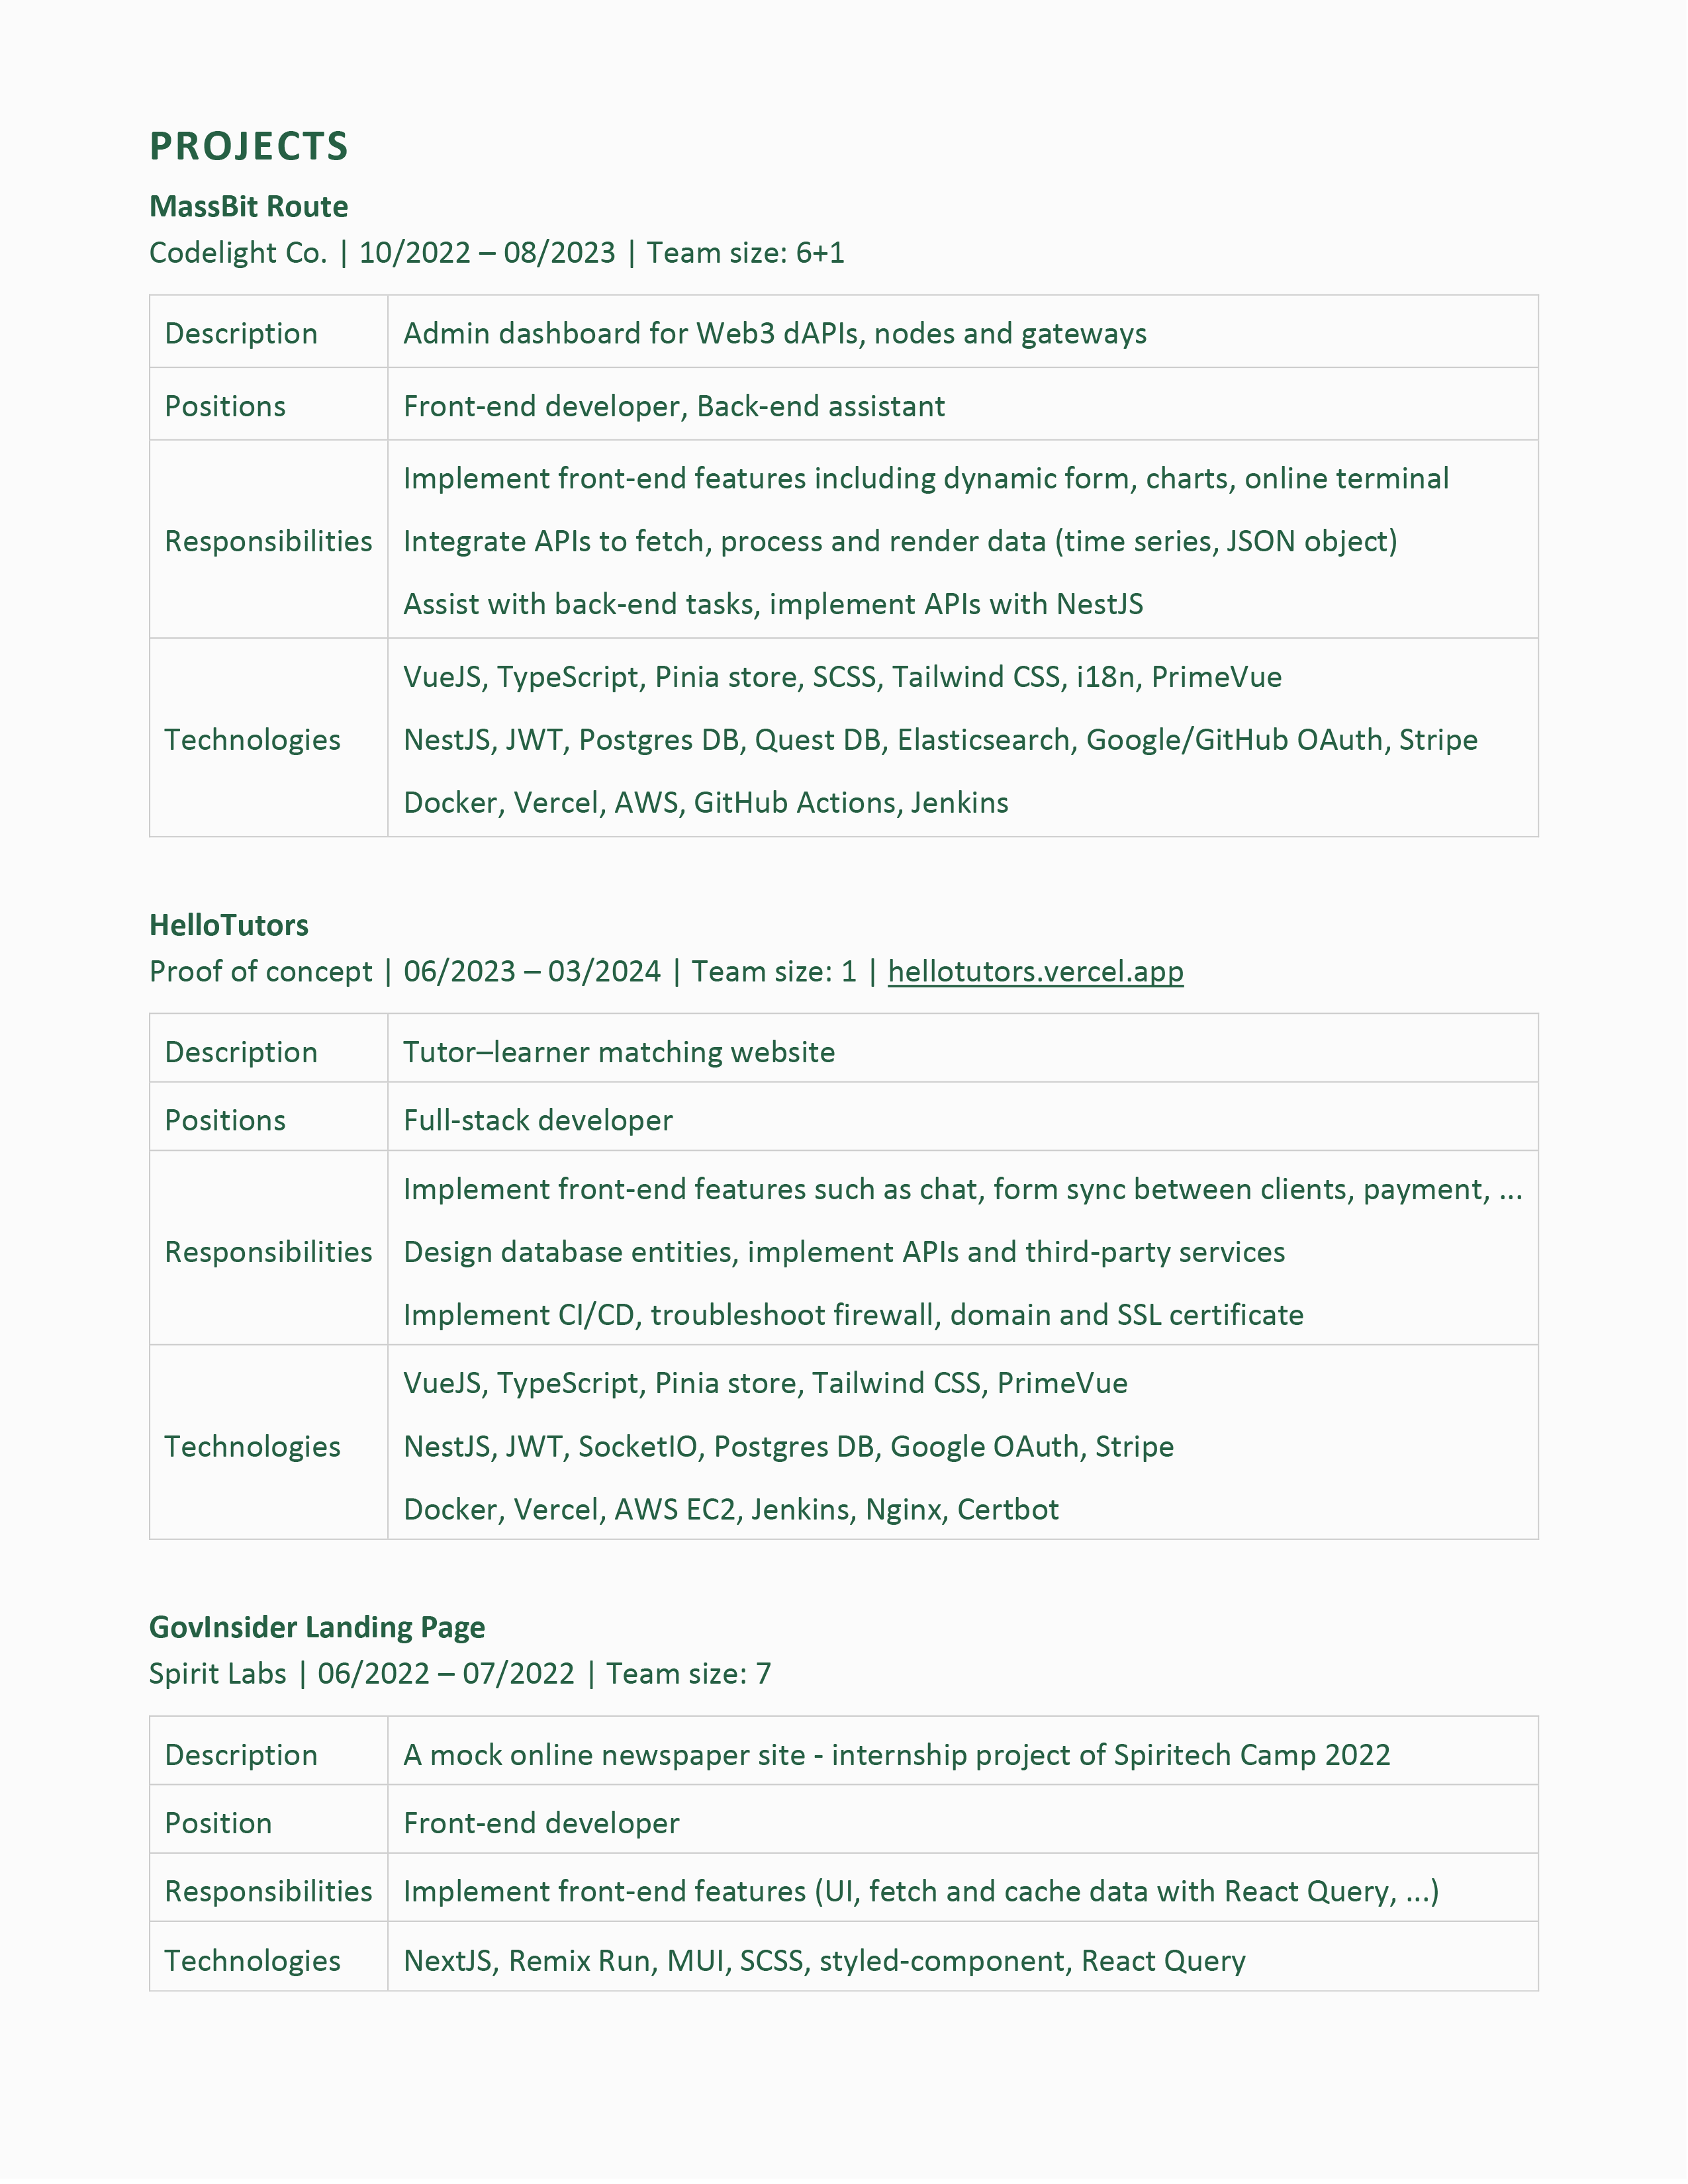 PROJECTS
MassBit Route
Codelight Co. | 10/2022 – 08/2023 | Team size: 6+1
Description
Admin dashboard for Web3 dAPIs, nodes and gateways
Positions
Front-end developer, Back-end assistant
Responsibilities
Implement front-end features including dynamic form, charts, online terminal
Integrate APIs to fetch, process and render data (time series, JSON object)
Assist with back-end tasks, implement APIs with NestJS
Technologies
VueJS, TypeScript, Pinia store, SCSS, Tailwind CSS, i18n, PrimeVue
NestJS, JWT, Postgres DB, Quest DB, Elasticsearch, Google/GitHub OAuth, Stripe
Docker, Vercel, AWS, GitHub Actions, Jenkins
HelloTutors
Proof of concept | 06/2023 – 03/2024 | Team size: 1 | hellotutors.vercel.app
Description
Tutor–learner matching website
Positions
Full-stack developer
Responsibilities
Implement front-end features such as chat, form sync between clients, payment, ...
Design database entities, implement APIs and third-party services
Implement CI/CD, troubleshoot firewall, domain and SSL certificate
Technologies
VueJS, TypeScript, Pinia store, Tailwind CSS, PrimeVue
NestJS, JWT, SocketIO, Postgres DB, Google OAuth, Stripe
Docker, Vercel, AWS EC2, Jenkins, Nginx, Certbot
GovInsider Landing Page
Spirit Labs | 06/2022 – 07/2022 | Team size: 7
Description
A mock online newspaper site - internship project of Spiritech Camp 2022
Position
Front-end developer
Responsibilities
Implement front-end features (UI, fetch and cache data with React Query, ...)
Technologies
NextJS, Remix Run, MUI, SCSS, styled-component, React Query